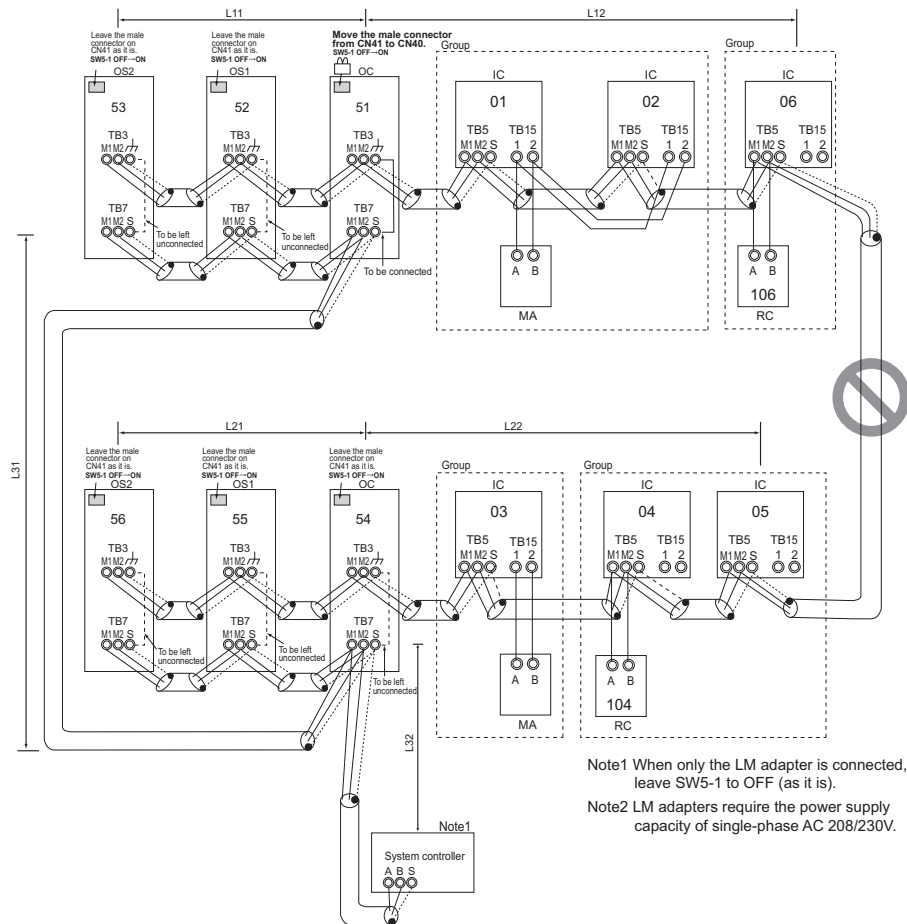 L11
L12
Leave the male
connector on
CN41 as it is.
SW5-1 OFF→ON
OS2
Leave the male
connector on
CN41 as it is.
SW5-1 OFF→ON
OS1
Move the male connector
from CN41 to CN40.
SW5-1 OFF→ON
OC
Group
Group
IC
IC
IC
53
52
51
01
02
06
TB3
M1 M2
TB3
M1 M2
TB3
M1 M2
TB5
M1 M2 S
TB15
1 2
TB5
M1 M2 S
TB15
1 2
TB5
M1 M2 S
TB15
1 2
TB7
M1 M2 S
To be left
unconnected
TB7
M1 M2 S
To be left
unconnected
TB7
M1 M2 S
To be connected
A B
MA
A B
106
RC
L31
L21
L22
Leave the male
connector on
CN41 as it is.
SW5-1 OFF→ON
OS2
Leave the male
connector on
CN41 as it is.
SW5-1 OFF→ON
OS1
Leave the male
connector on
CN41 as it is.
SW5-1 OFF→ON
OC
Group
Group
IC
IC
IC
56
55
54
03
04
05
TB3
M1 M2
TB3
M1 M2
TB3
M1 M2
TB5
M1 M2 S
TB15
1 2
TB5
M1 M2 S
TB15
1 2
TB5
M1 M2 S
TB15
1 2
TB7
M1 M2 S
To be left
unconnected
TB7
M1 M2 S
To be left
unconnected
TB7
M1 M2 S
To be left
unconnected
A B
MA
A B
104
RC
L32
Note1 When only the LM adapter is connected,
leave SW5-1 to OFF (as it is).
Note2 LM adapters require the power supply
capacity of single-phase AC 208/230V.
Note1
System controller
A B S